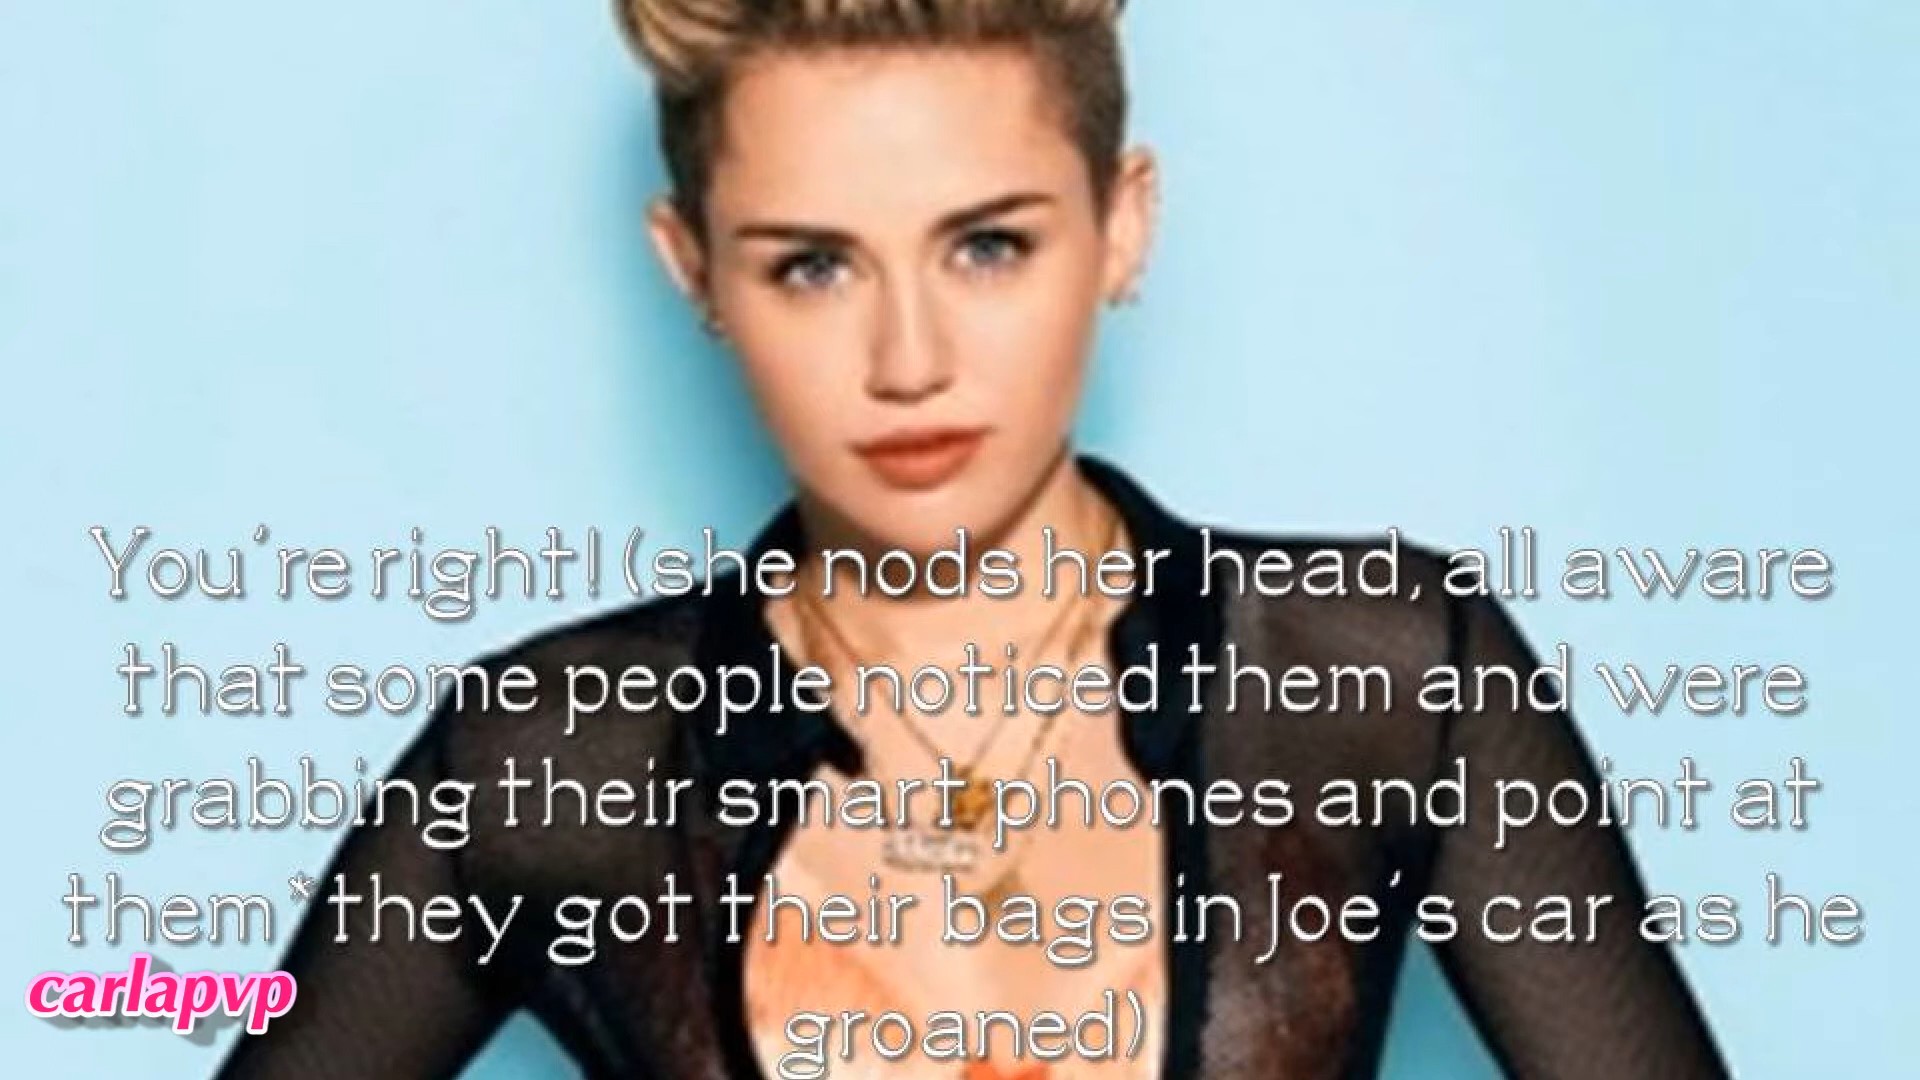 You're right! (she nods her head, all aware
that some people noticed them and were
grabbing their smart phones and point at
them*they got their bags in Joe's car as he
groaned)
carlapvp